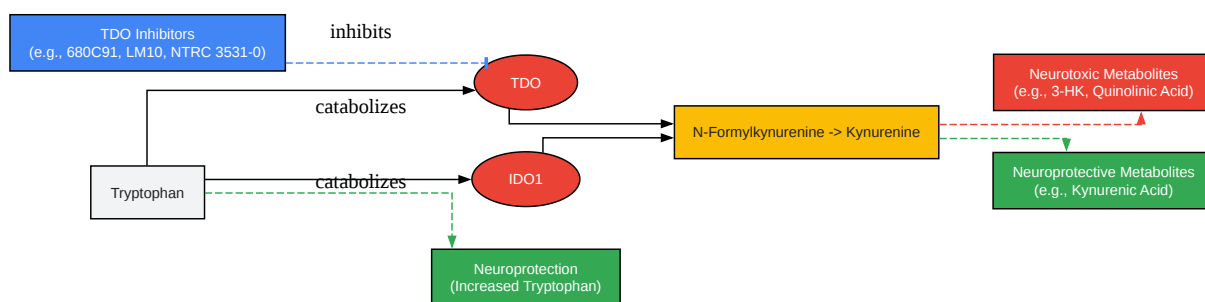 TDO Inhibitors
(e.g., 680C91, LM10, NTRC 3531-0)
inhibits
TDO
catabolizes
Tryptophan
catabolizes
IDO1
N-Formylkynurenine -> Kynurenine
Neurotoxic Metabolites
(e.g., 3-HK, Quinolinic Acid)
Neuroprotective Metabolites
(e.g., Kynurenic Acid)
Neuroprotection
(Increased Tryptophan)